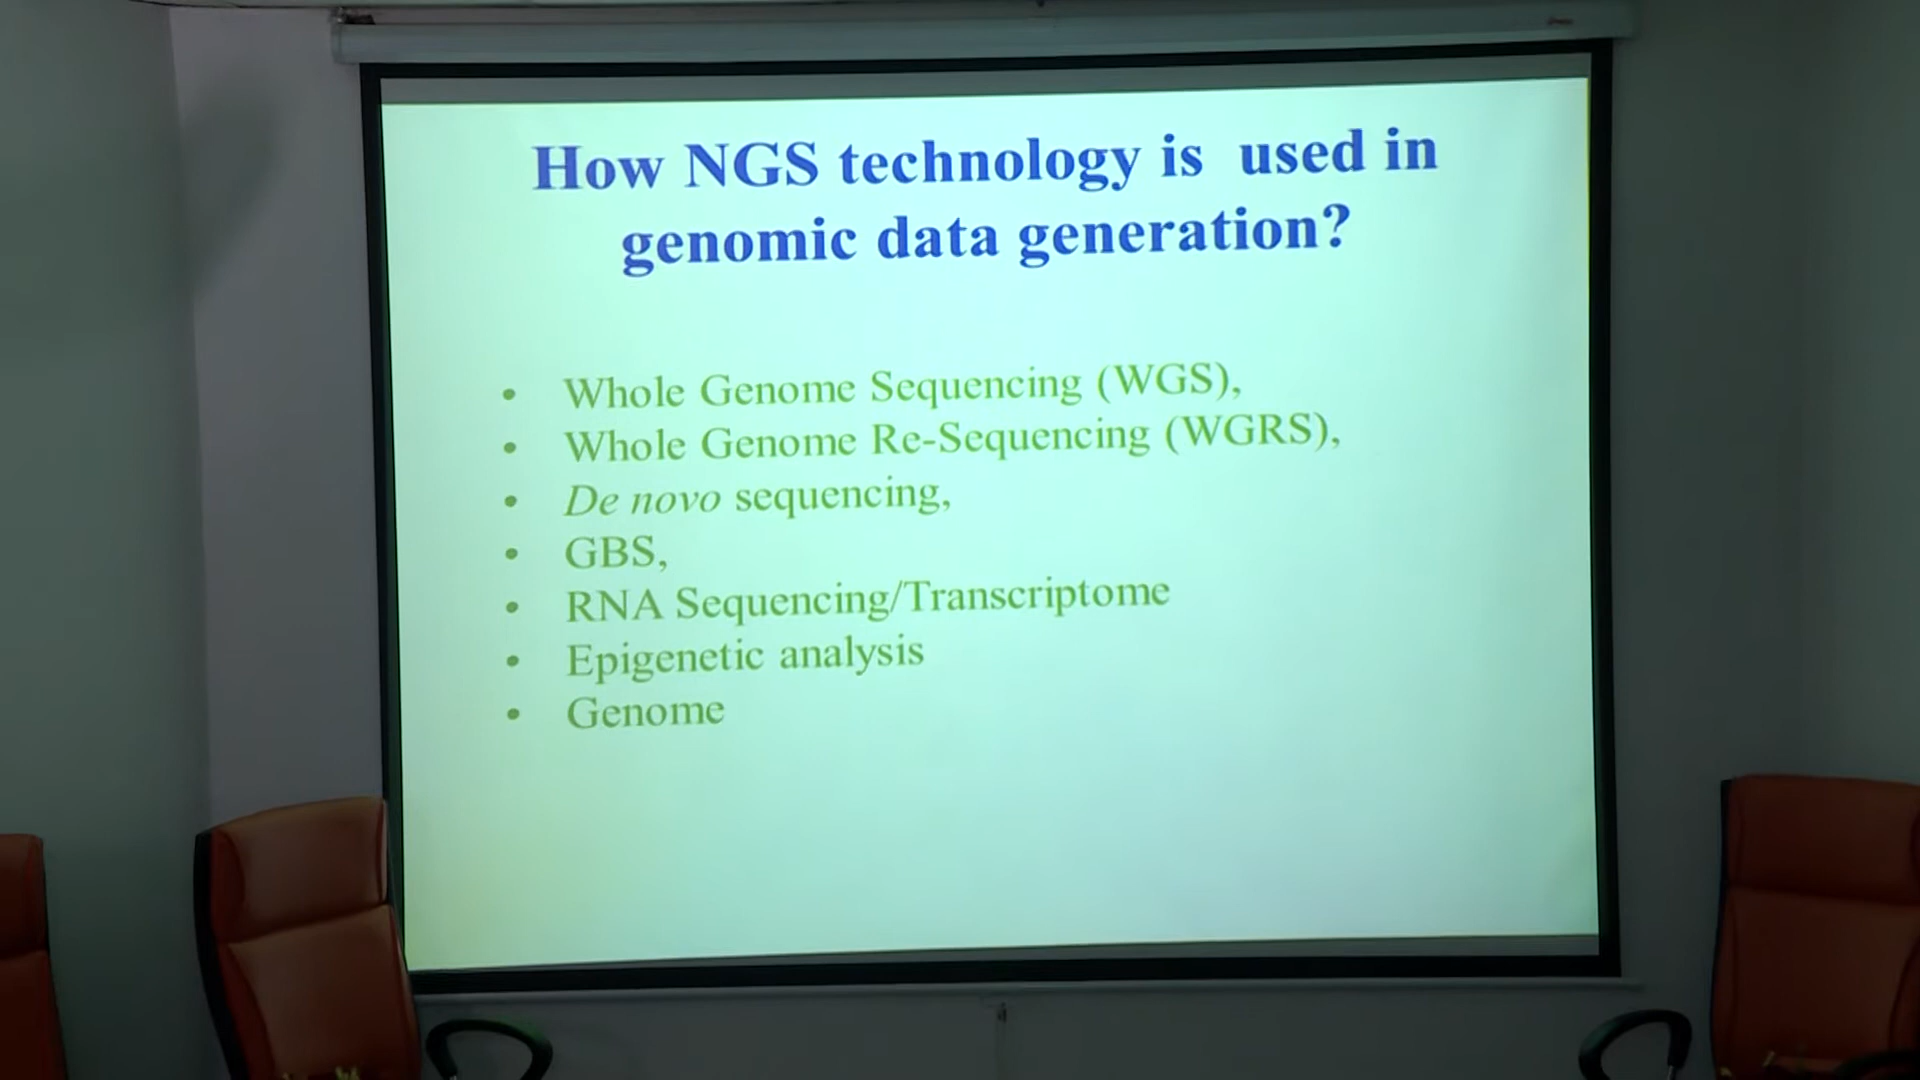 How NGS technology is used in
genomic data generation?
• Whole Genome Sequencing (WGS),
• Whole Genome Re-Sequencing (WGRS),
• De novo sequencing,
• GBS,
• RNA Sequencing/Transcriptome
• Epigenetic analysis
• Genome